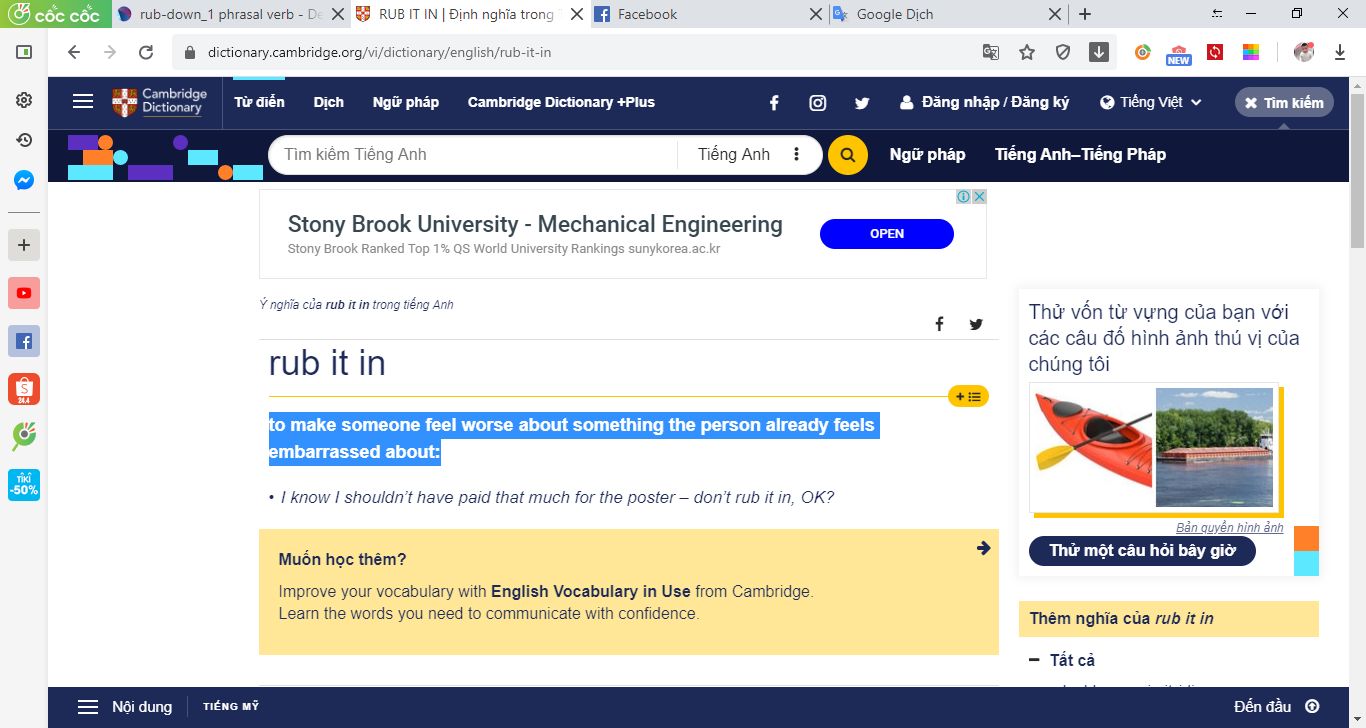 cốc cốc
rub-down_1 phrasal verb - De
RUB IT IN | Định nghĩa trong
Facebook
Google Dịch
dictionary.cambridge.org/vi/dictionary/english/rub-it-in
NEW
Cambridge
Dictionary
Từ điển
Dịch
Ngữ pháp
Cambridge Dictionary +Plus
Đăng nhập / Đăng ký
Tiếng Việt
Tìm kiếm
Tìm kiếm Tiếng Anh
Tiếng Anh
Ngữ pháp
Tiếng Anh–Tiếng Pháp
Stony Brook University - Mechanical Engineering
Stony Brook Ranked Top 1% QS World University Rankings sunykorea.ac.kr
OPEN
Ý nghĩa của rub it in trong tiếng Anh
rub it in
to make someone feel worse about something the person already feels
embarrassed about:
• I know I shouldn’t have paid that much for the poster – don’t rub it in, OK?
Muốn học thêm?
Improve your vocabulary with English Vocabulary in Use from Cambridge.
Learn the words you need to communicate with confidence.
Thử vốn từ vựng của bạn với
các câu đố hình ảnh thú vị của
chúng tôi
Bản quyền hình ảnh
Thử một câu hỏi bây giờ
Thêm nghĩa của rub it in
Tất cả
24.4
TIKI
-50%
Nội dung
TIẾNG MỸ
Đến đầu